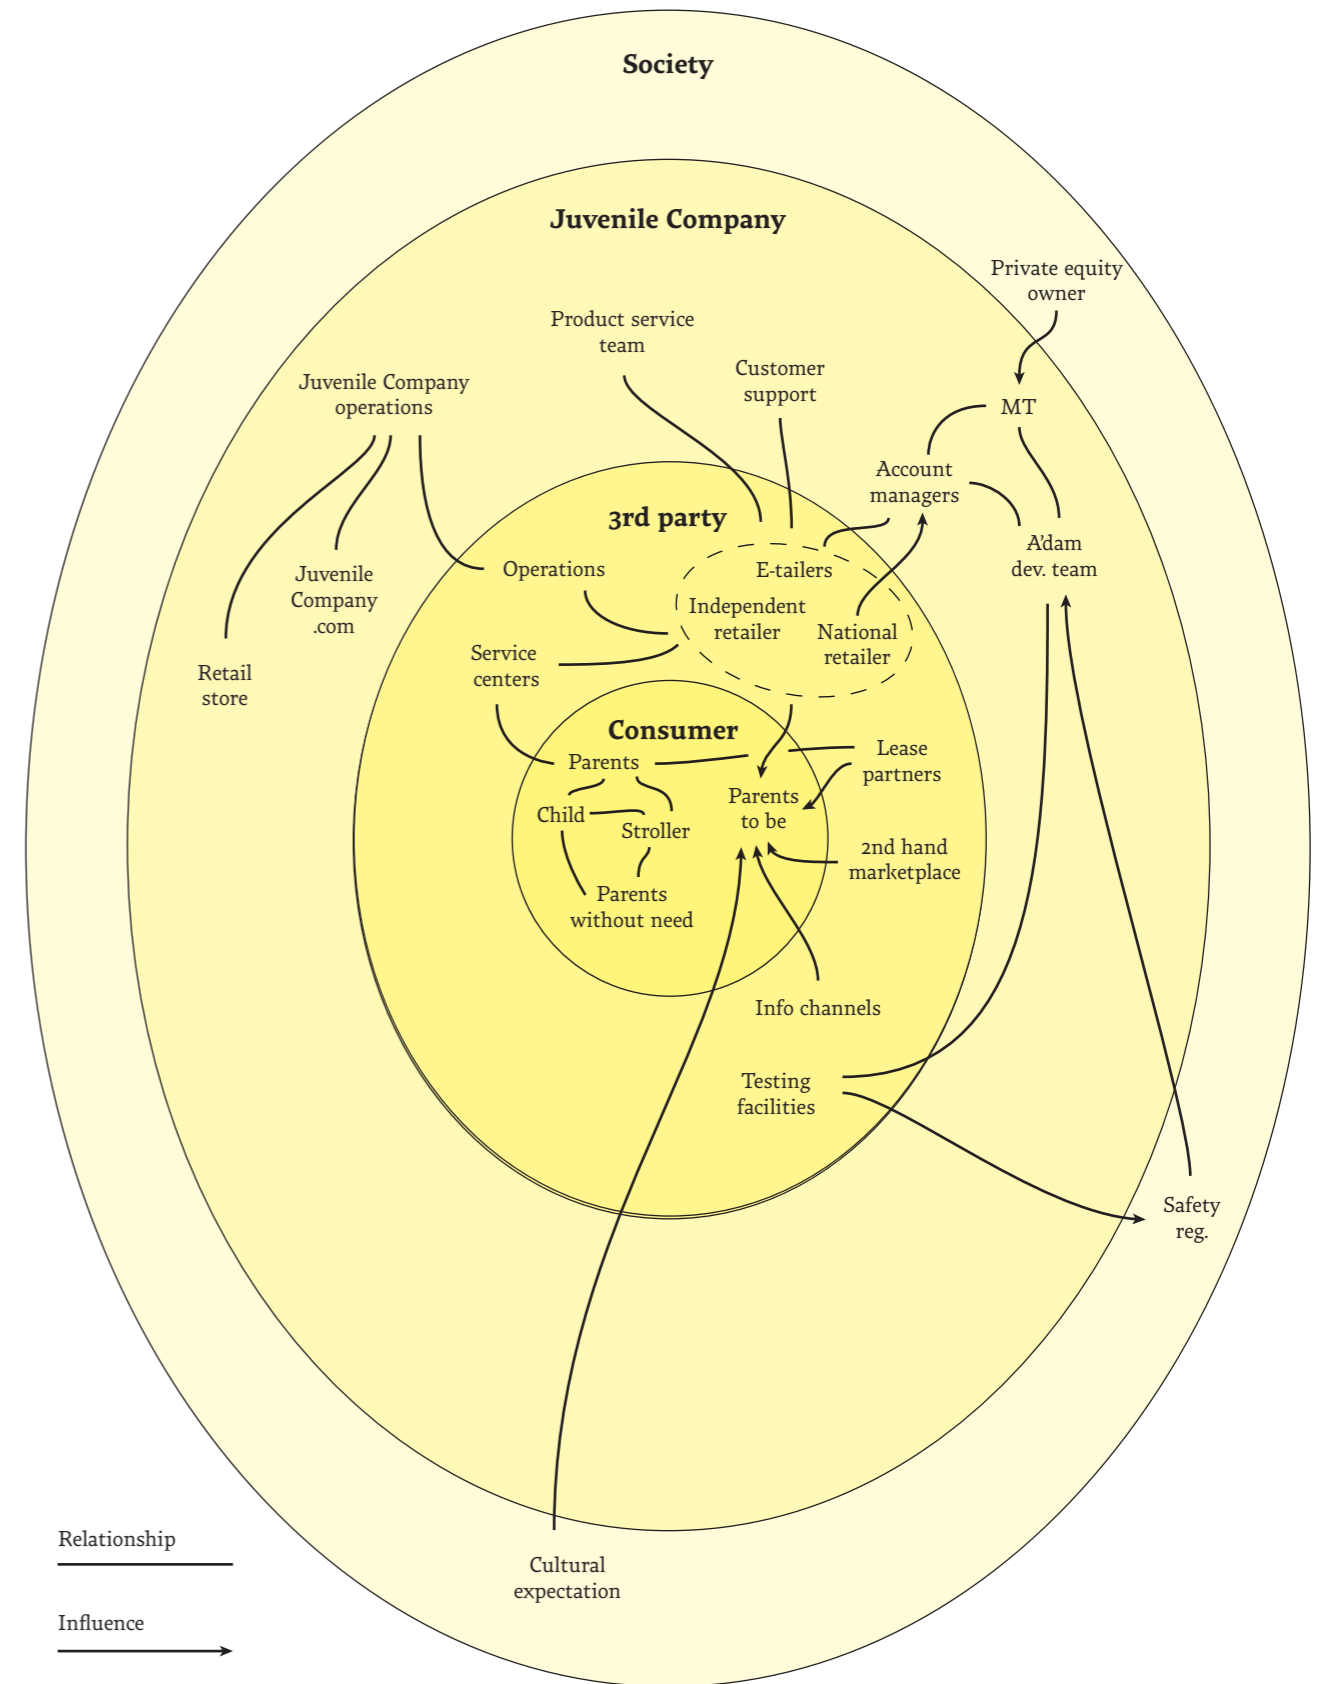 Society
Juvenile Company
Private equity
owner
Product service
team
Customer
support
Juvenile Company
operations
MT
Account
managers
3rd party
A'dam
dev. team
Operations
E-tailers
Juvenile
Company
.com
Independent
retailer
National
retailer
Service
centers
Retail
store
Consumer
Parents
Lease
partners
Parents
to be
Child
Stroller
2nd hand
marketplace
Parents
without need
Info channels
Testing
facilities
Safety
reg.
Relationship
Cultural
expectation
Influence